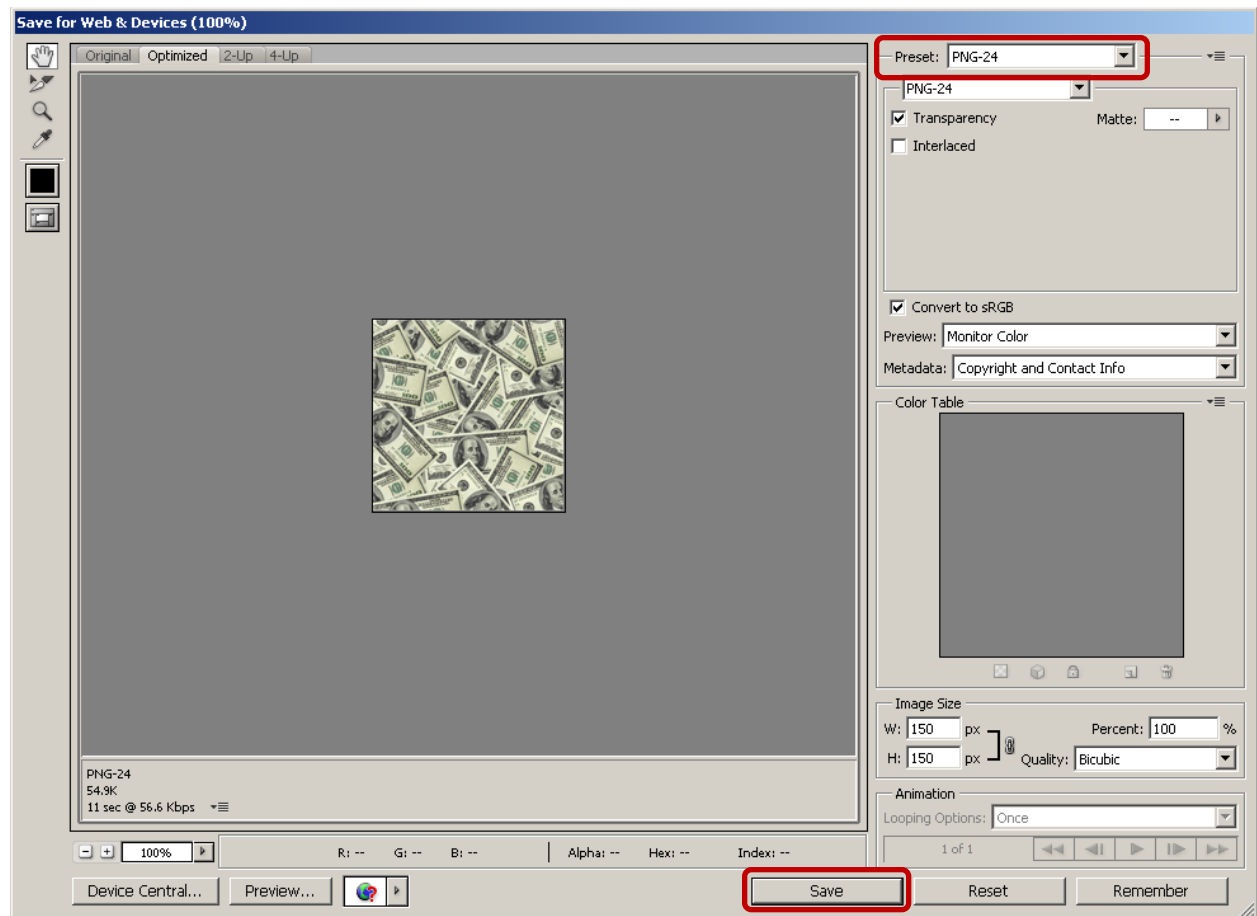 Save for Web & Devices (100%)
Original Optimized 2-Up 4-Up
Preset: PNG-24
PNG-24
Transparency Matte: --
Interlaced
Convert to sRGB
Preview: Monitor Color
Metadata: Copyright and Contact Info
Color Table
Image Size
W: 150 px Percent: 100 %
H: 150 px Quality: Bicubic
PNG-24
54.9K
11 sec @ 56.6 Kbps
Animation
Looping Options: Once
1 of 1
100% R: -- G: -- B: -- Alpha: -- Hex: -- Index: --
Device Central... Preview... Save Reset Remember